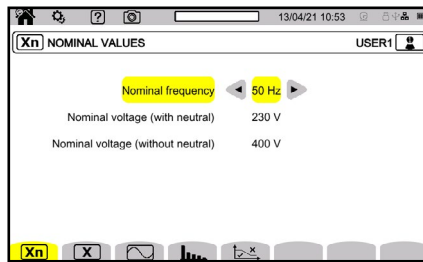 ? 13/04/21 10:53
Xn NOMINAL VALUES USER1
Nominal frequency 50 Hz
Nominal voltage (with neutral) 230 V
Nominal voltage (without neutral) 400 V
Xn X